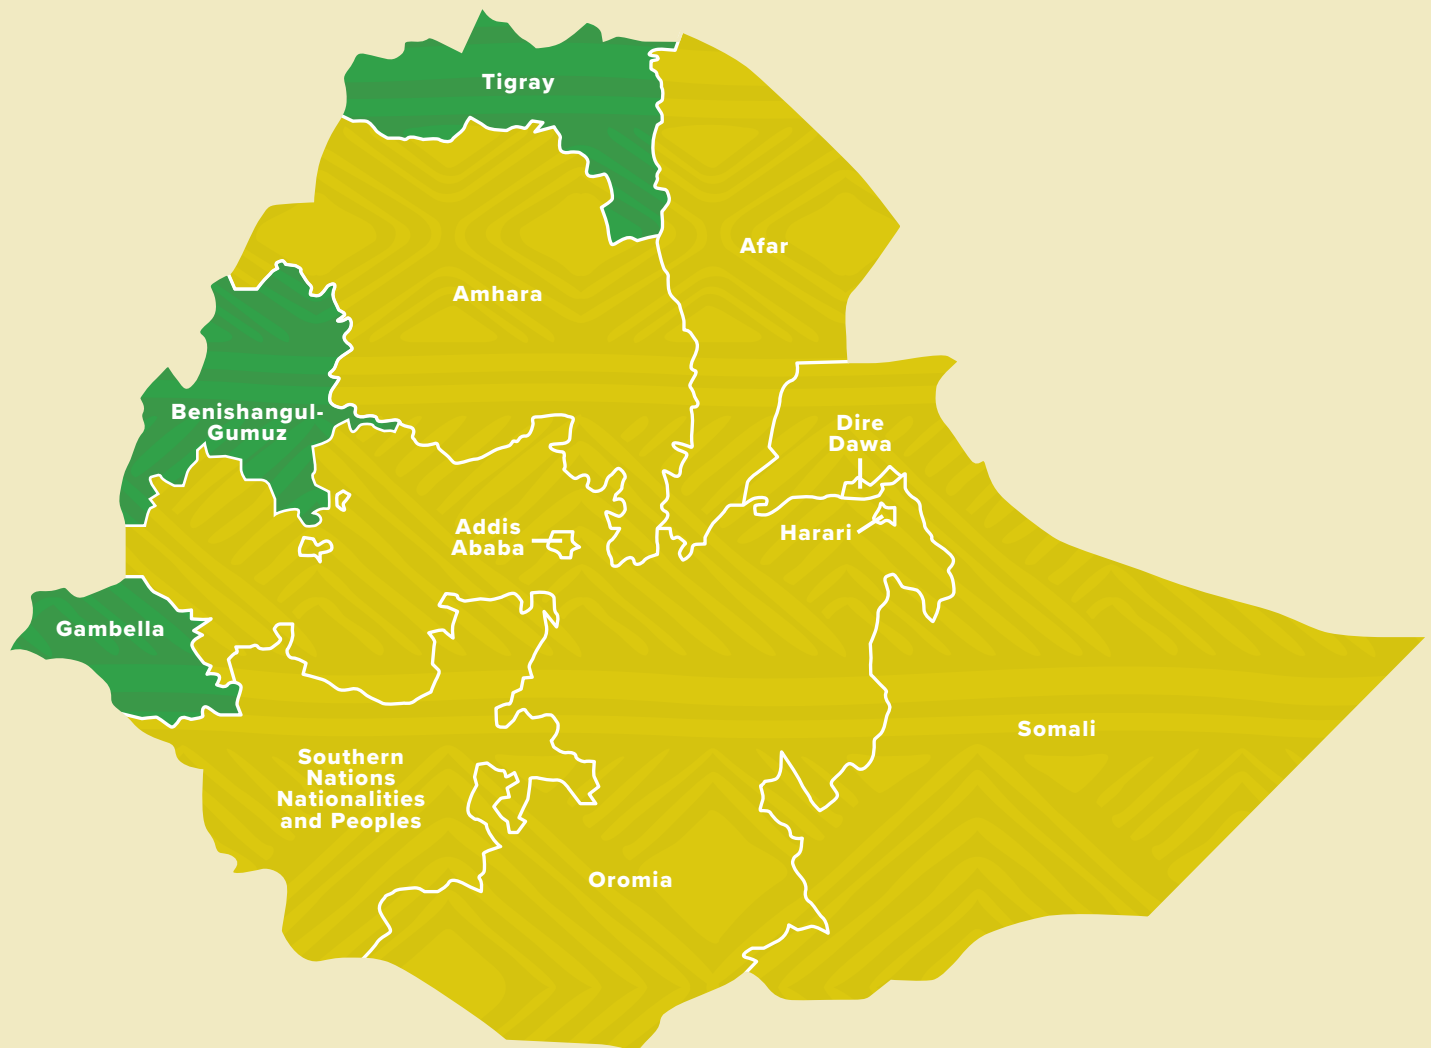 Tigray
Afar
Amhara
Benishangul-
Gumuz
Dire
Dawa
Addis
Ababa
Harari
Gambella
Somali
Southern
Nations
Nationalities
and Peoples
Oromia